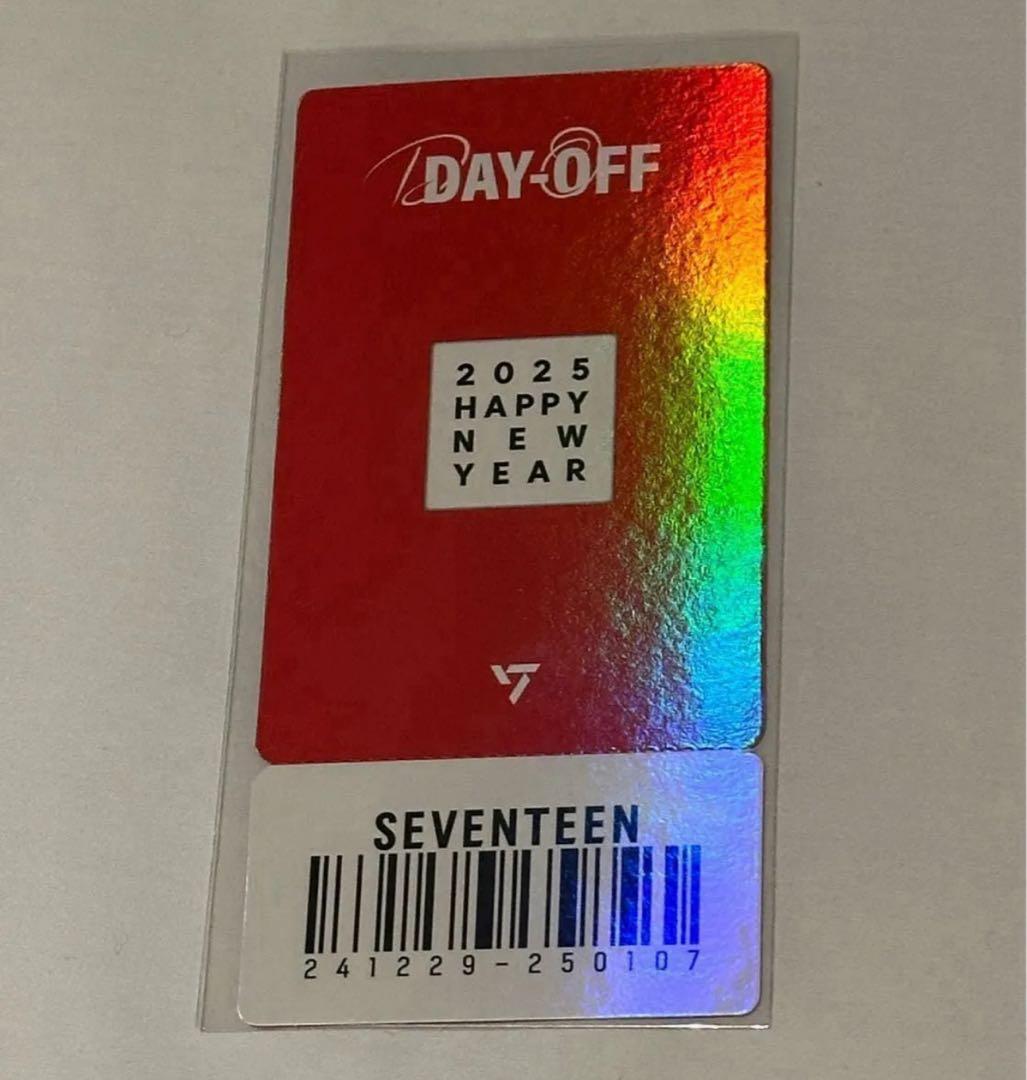 DAY-OFF
2025
HAPPY
NEW
YEAR
SEVENTEEN
241229-250107